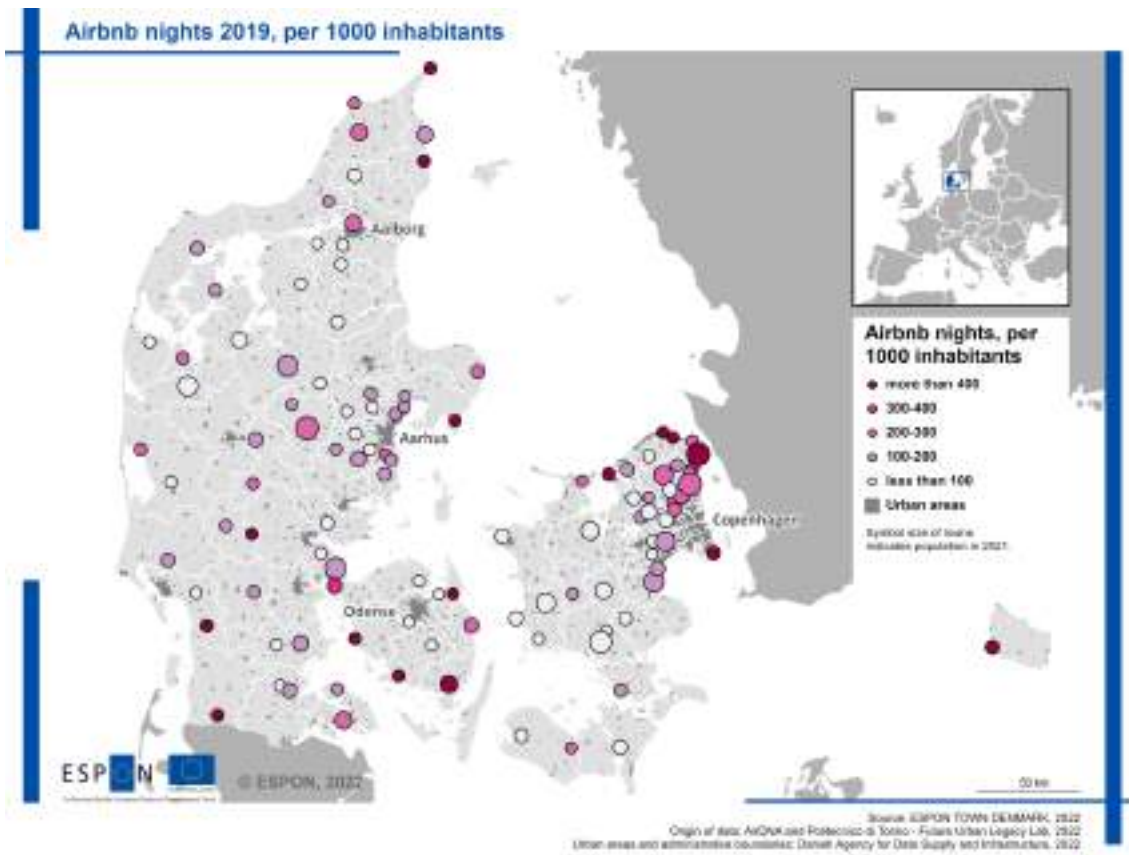 Airbnb nights 2019, per 1000 inhabitants
Aalborg
Aarhus
Copenhagen
Odense
Airbnb nights, per
1000 inhabitants
more than 400
300-400
200-300
100-200
less than 100
Urban areas
Symbol size of towns
indicates population in 2021.
ESPON
© ESPON, 2022
50 km
Source: ESPON TOWN DENMARK, 2022
Origin of data: AirDNA and Politecnico di Torino - Future Urban Legacy Lab, 2022
Urban areas and administrative boundaries: Danish Agency for Data Supply and Infrastructure, 2022